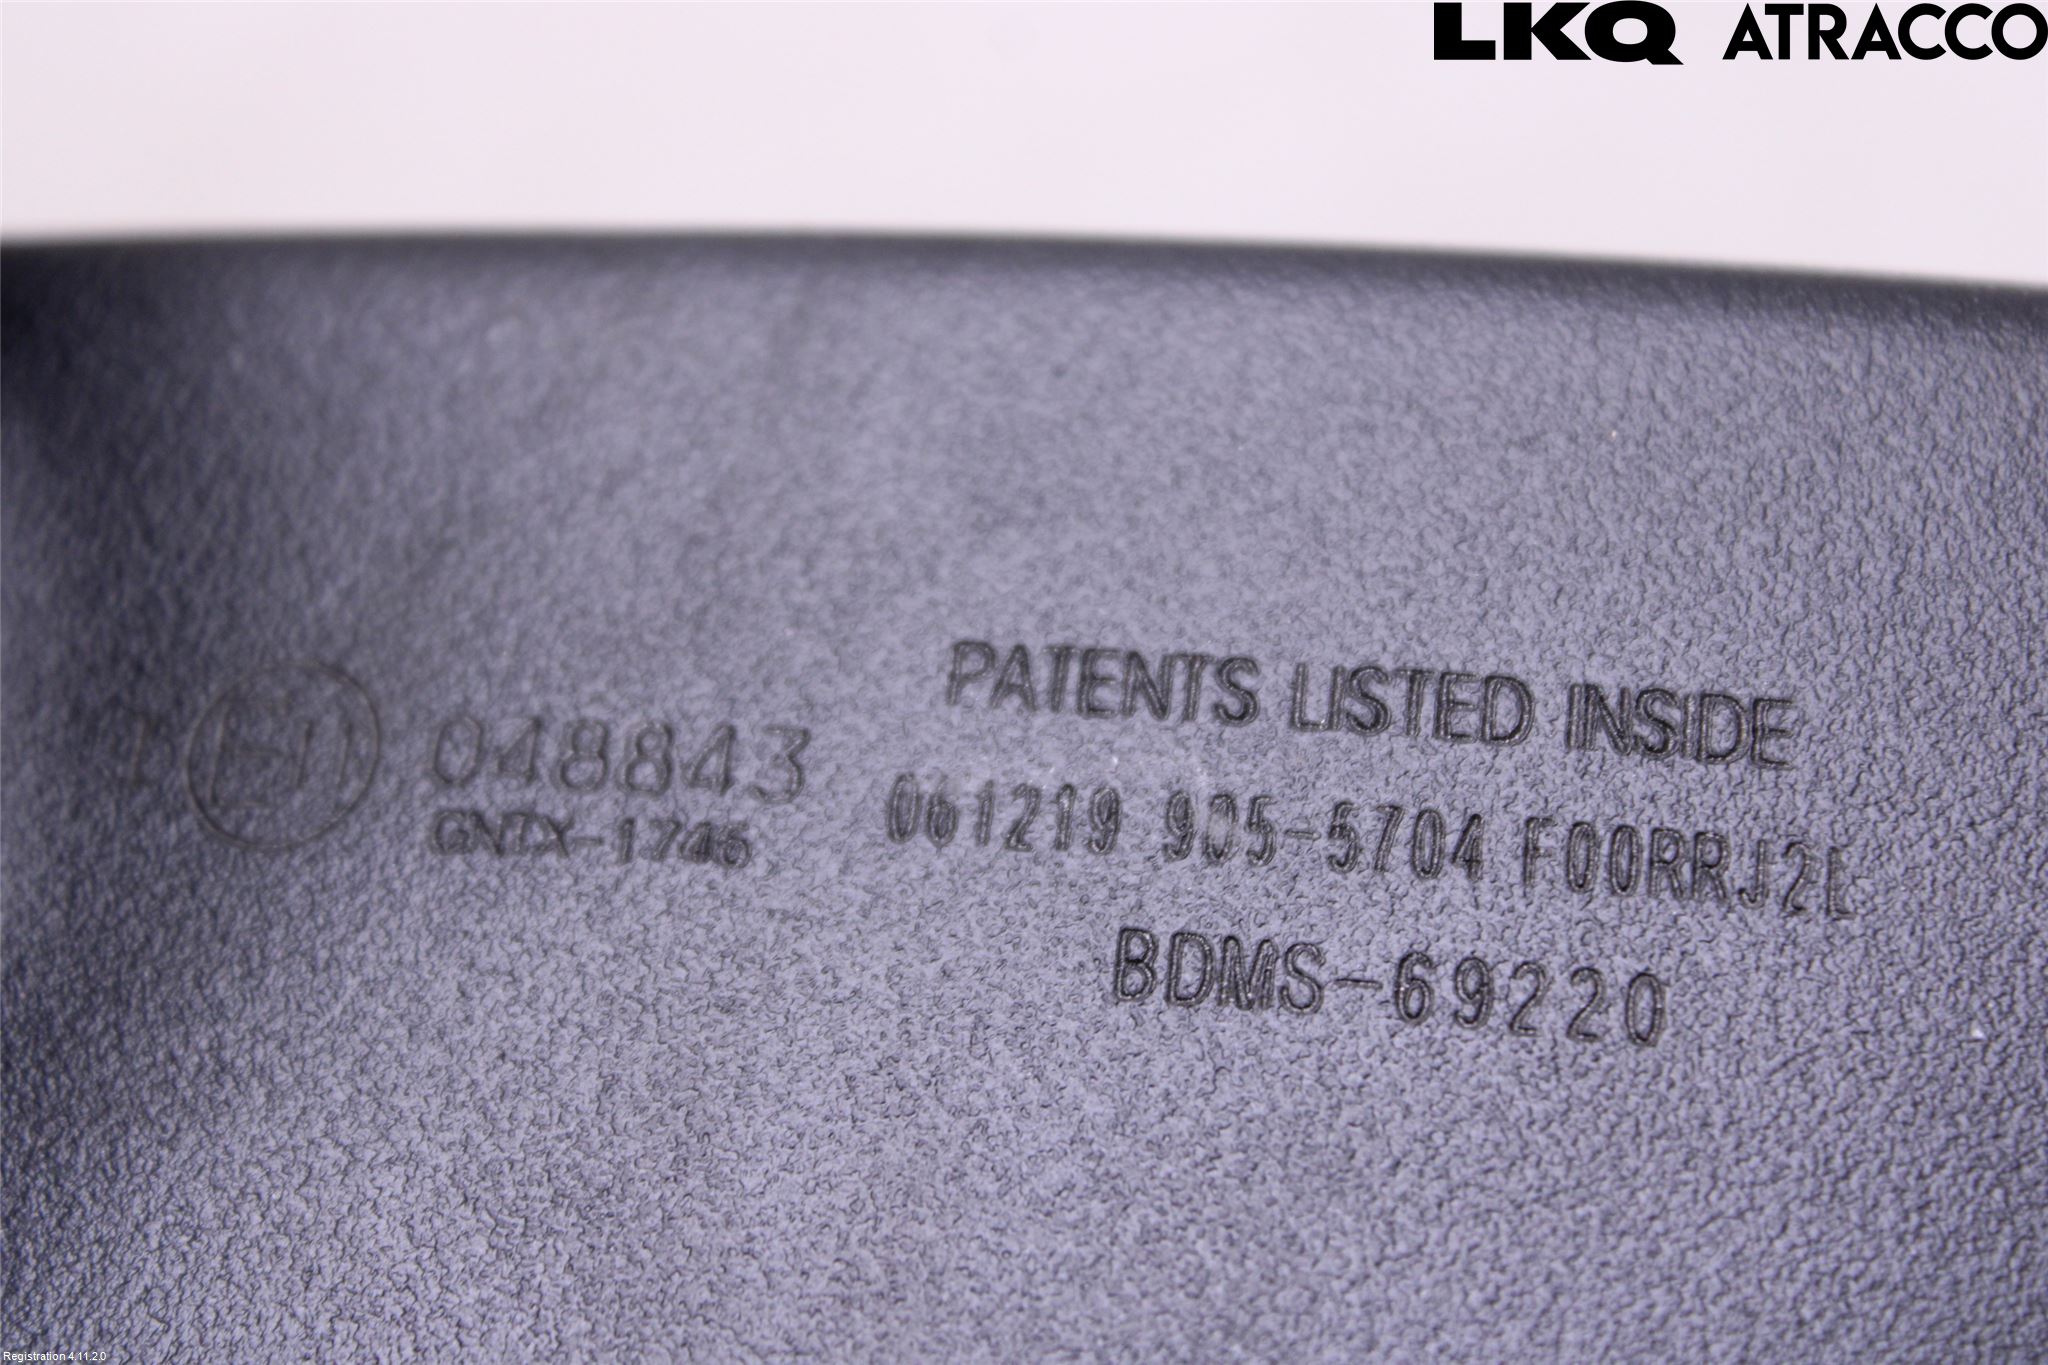 LKQ ATRACCO
PATENTS LISTED INSIDE
I E11 048843
GNTX-1746
061219 905-5704 F00RRJ2L
BDMS-69220
Registration 4.11.2.0